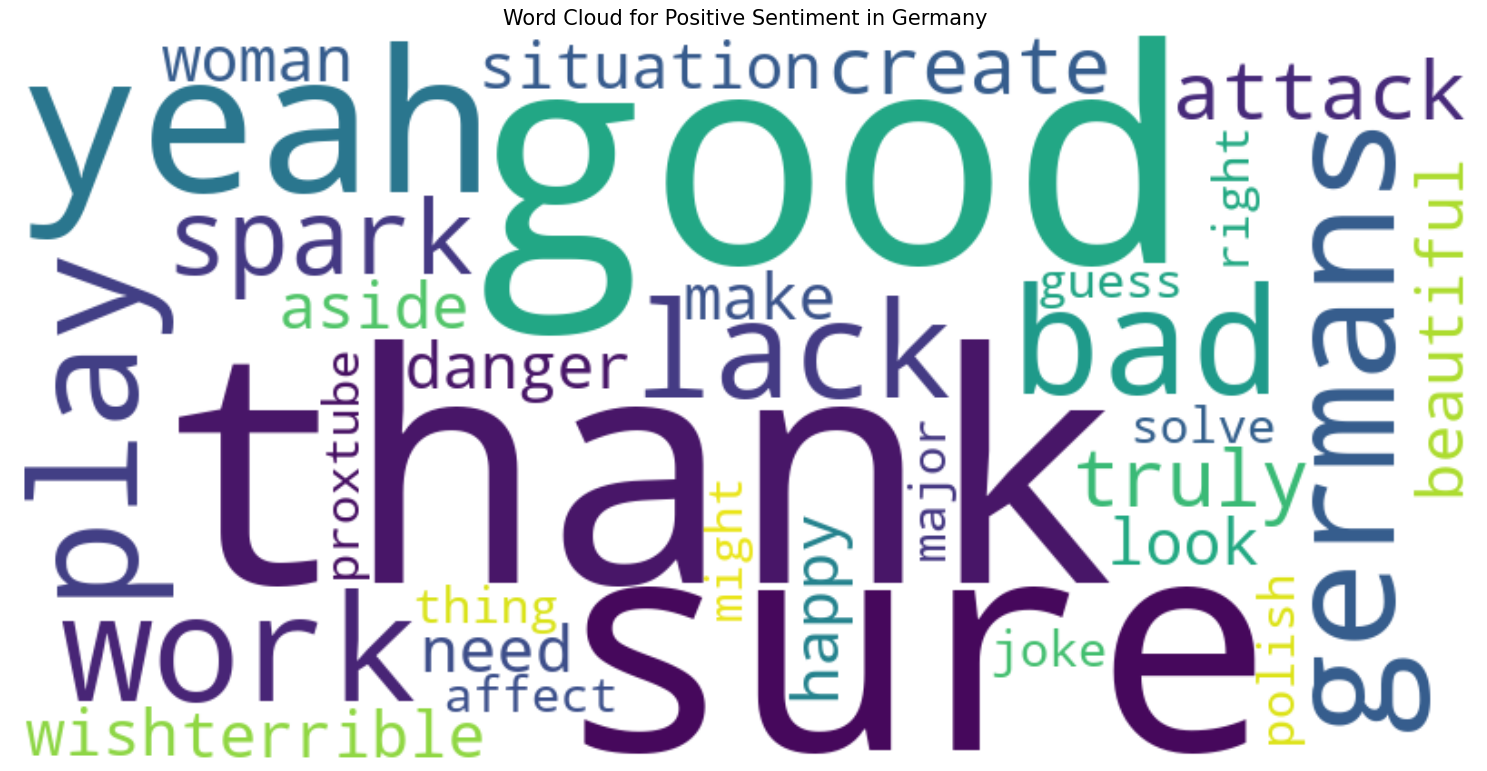 Word Cloud for Positive Sentiment in Germany
woman
situation
create
attack
yeah
good
right
germans
beautiful
spark
play
aside
make
guess
lack
bad
danger
proxtube
thank
solve
major
truly
look
might
happy
thing
sure
work
need
joke
polish
affect
wish
terrible